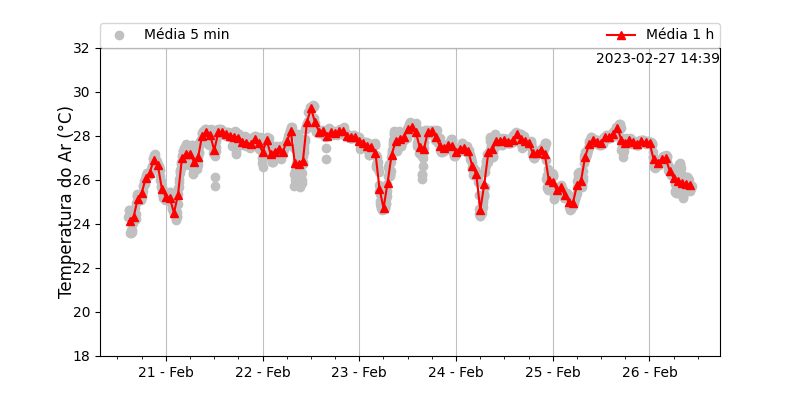 Média 5 min
Média 1 h
2023-02-27 14:39
Temperatura do Ar (°C)
32
30
28
26
24
22
20
18
21 - Feb
22 - Feb
23 - Feb
24 - Feb
25 - Feb
26 - Feb